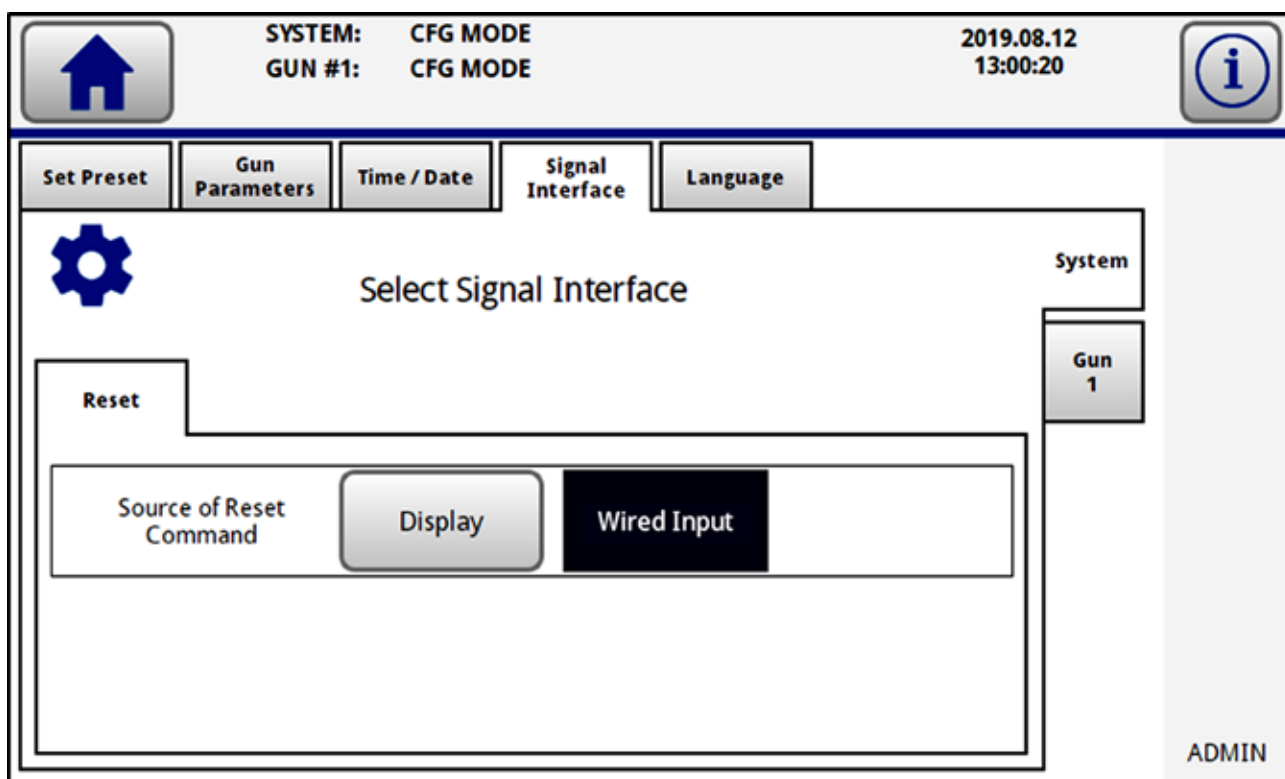 SYSTEM: CFG MODE
GUN #1: CFG MODE
2019.08.12
13:00:20
i
Set Preset
Gun
Parameters
Time / Date
Signal
Interface
Language
System
Select Signal Interface
Gun
1
Reset
Source of Reset
Command
Display
Wired Input
ADMIN